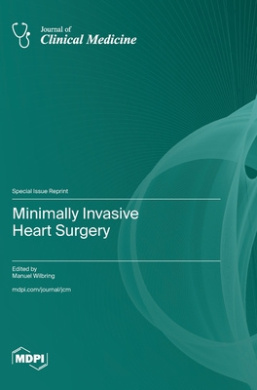 Journal of
Clinical Medicine
Special Issue Reprint
Minimally Invasive
Heart Surgery
Edited by
Manuel Wilbring
mdpi.com/journal/jcm
MDPI